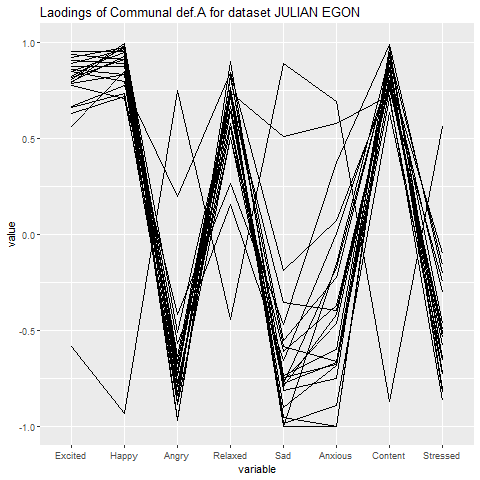 Laodings of Communal def.A for dataset JULIAN EGON
1.0
0.5
0.0
-0.5
-1.0
value
Excited Happy Angry Relaxed Sad Anxious Content Stressed
variable